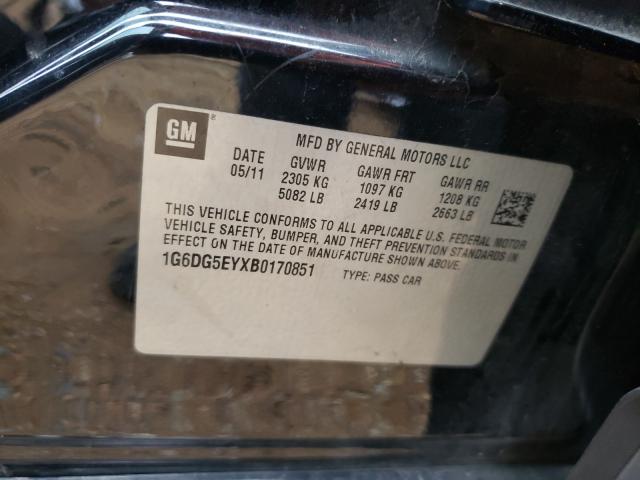 GM®
MFD BY GENERAL MOTORS LLC
DATE GVWR GAWR FRT GAWR RR
05/11 2305 KG 1097 KG 1208 KG
5082 LB 2419 LB 2663 LB
THIS VEHICLE CONFORMS TO ALL APPLICABLE U.S. FEDERAL MOTOR
VEHICLE SAFETY, BUMPER, AND THEFT PREVENTION STANDARDS IN
EFFECT ON THE DATE OF MANUFACTURE SHOWN ABOVE.
1G6DG5EYXB0170851 TYPE: PASS CAR